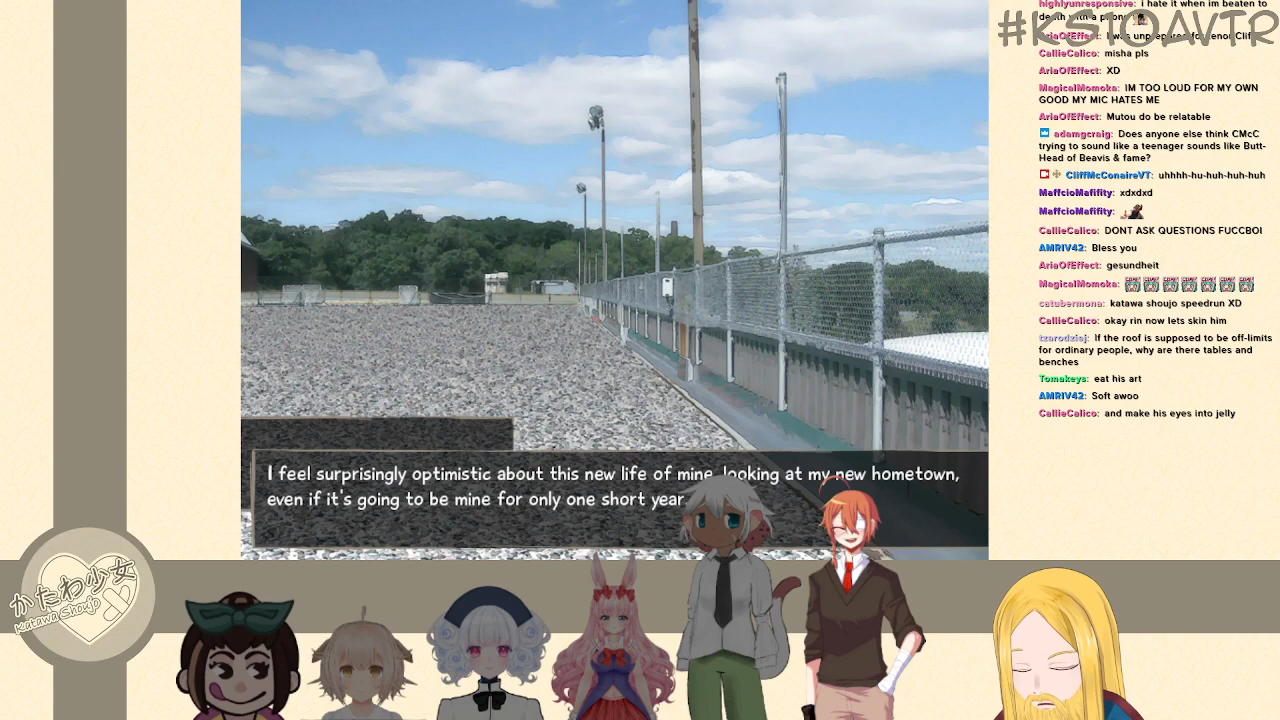 #KS10AVTR
highlyunresponsive: i hate it when im beaten to
death with a phone
AriaOfEffect: I was unprepared for tenor Cliff
CallieCalico: misha pls
AriaOfEffect: XD
MagicalMomoka: IM TOO LOUD FOR MY OWN
GOOD MY MIC HATES ME
AriaOfEffect: Mutou do be relatable
adamgcraig: Does anyone else think CMcC
trying to sound like a teenager sounds like Butt-
Head of Beavis & fame?
CliffMcConaireVT: uhhhh-hu-huh-huh-huh
MaffcioMafifity: xdxdxd
MaffcioMafifity:
CallieCalico: DONT ASK QUESTIONS FUCCBOI
AMRIV42: Bless you
AriaOfEffect: gesundheit
MagicalMomoka:
catubermona: katawa shoujo speedrun XD
CallieCalico: okay rin now lets skin him
tzarodziej: If the roof is supposed to be off-limits
for ordinary people, why are there tables and
benches
Tomakeys: eat his art
AMRIV42: Soft awoo
CallieCalico: and make his eyes into jelly
I feel surprisingly optimistic about this new life of mine, looking at my new hometown,
even if it's going to be mine for only one short year.
かたわ少女
Katawa Shoujo